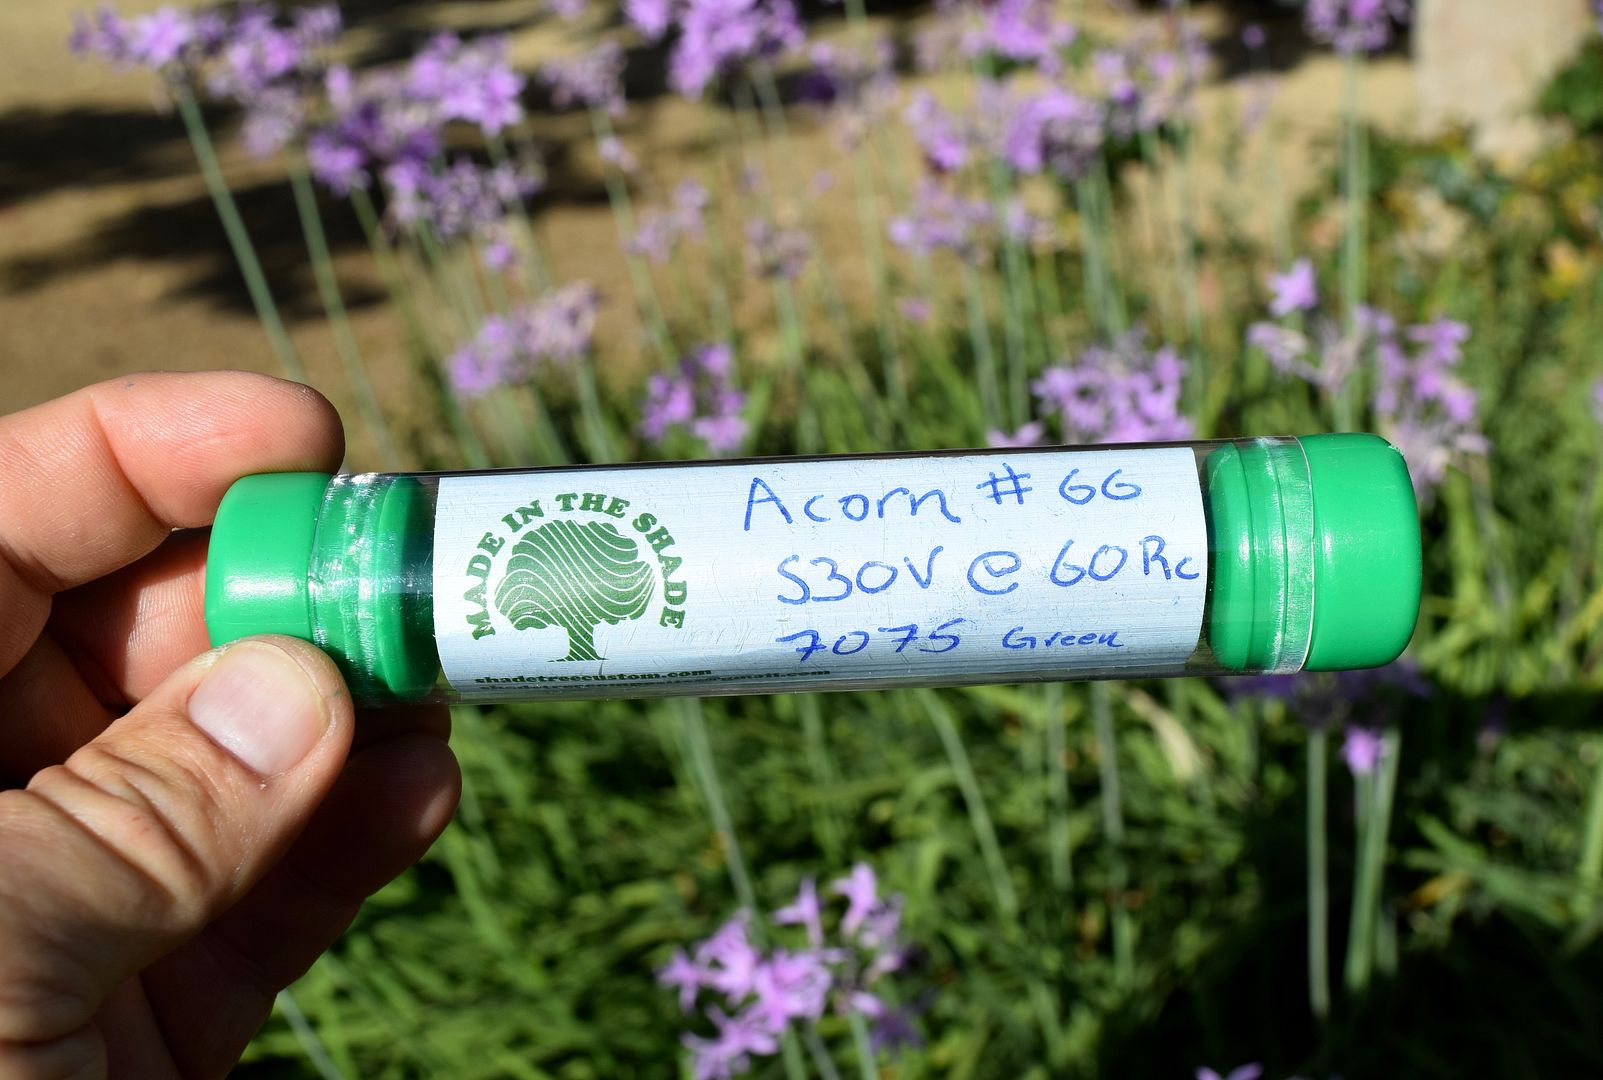 MADE IN THE SHADE
shadetreecustom.com
Acorn # 66
S30V @ 60 Rc
7075 Green